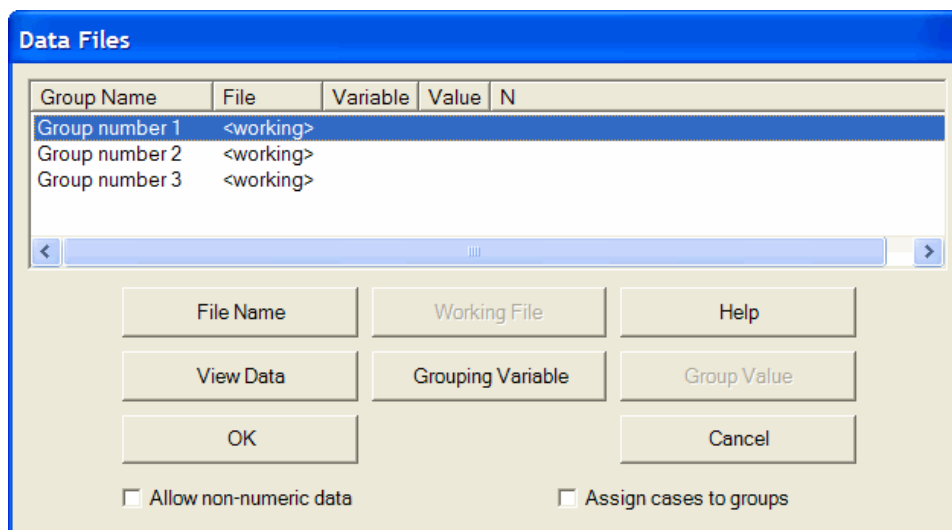 Data Files
Group Name File Variable Value N
Group number 1 <working>
Group number 2 <working>
Group number 3 <working>
File Name Working File Help
View Data Grouping Variable Group Value
OK Cancel
Allow non-numeric data Assign cases to groups